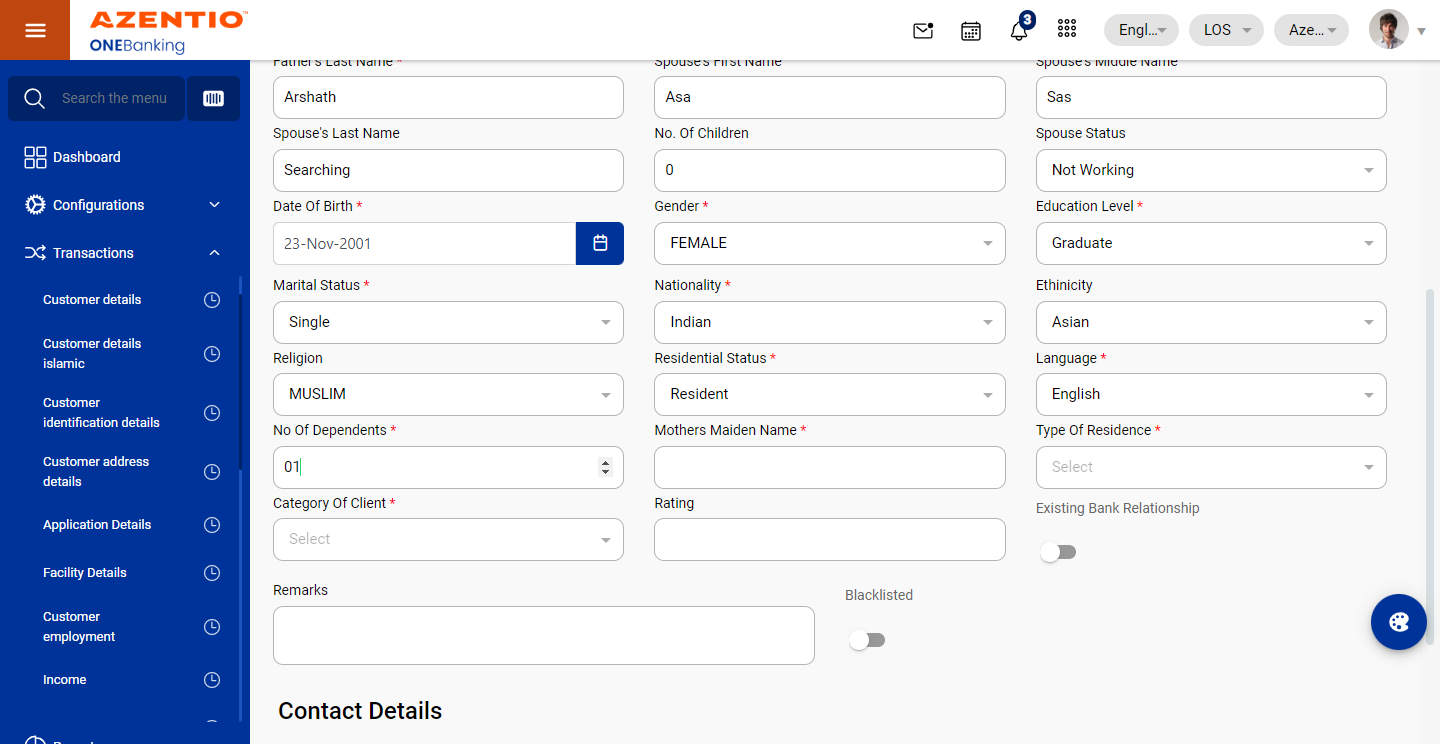 AZENTIO™
ONEBanking
3
Engl...
LOS
Aze...
Search the menu
Dashboard
Configurations
Transactions
Customer details
Customer details
islamic
Customer
identification details
Customer address
details
Application Details
Facility Details
Customer
employment
Income
Father's Last Name *
Spouse's First Name
Spouse's Middle Name
Arshath
Asa
Sas
Spouse's Last Name
No. Of Children
Spouse Status
Searching
0
Not Working
Date Of Birth *
Gender *
Education Level *
23-Nov-2001
FEMALE
Graduate
Marital Status *
Nationality *
Ethinicity
Single
Indian
Asian
Religion
Residential Status *
Language *
MUSLIM
Resident
English
No Of Dependents *
Mothers Maiden Name *
Type Of Residence *
01
Select
Category Of Client *
Rating
Existing Bank Relationship
Select
Remarks
Blacklisted
Contact Details